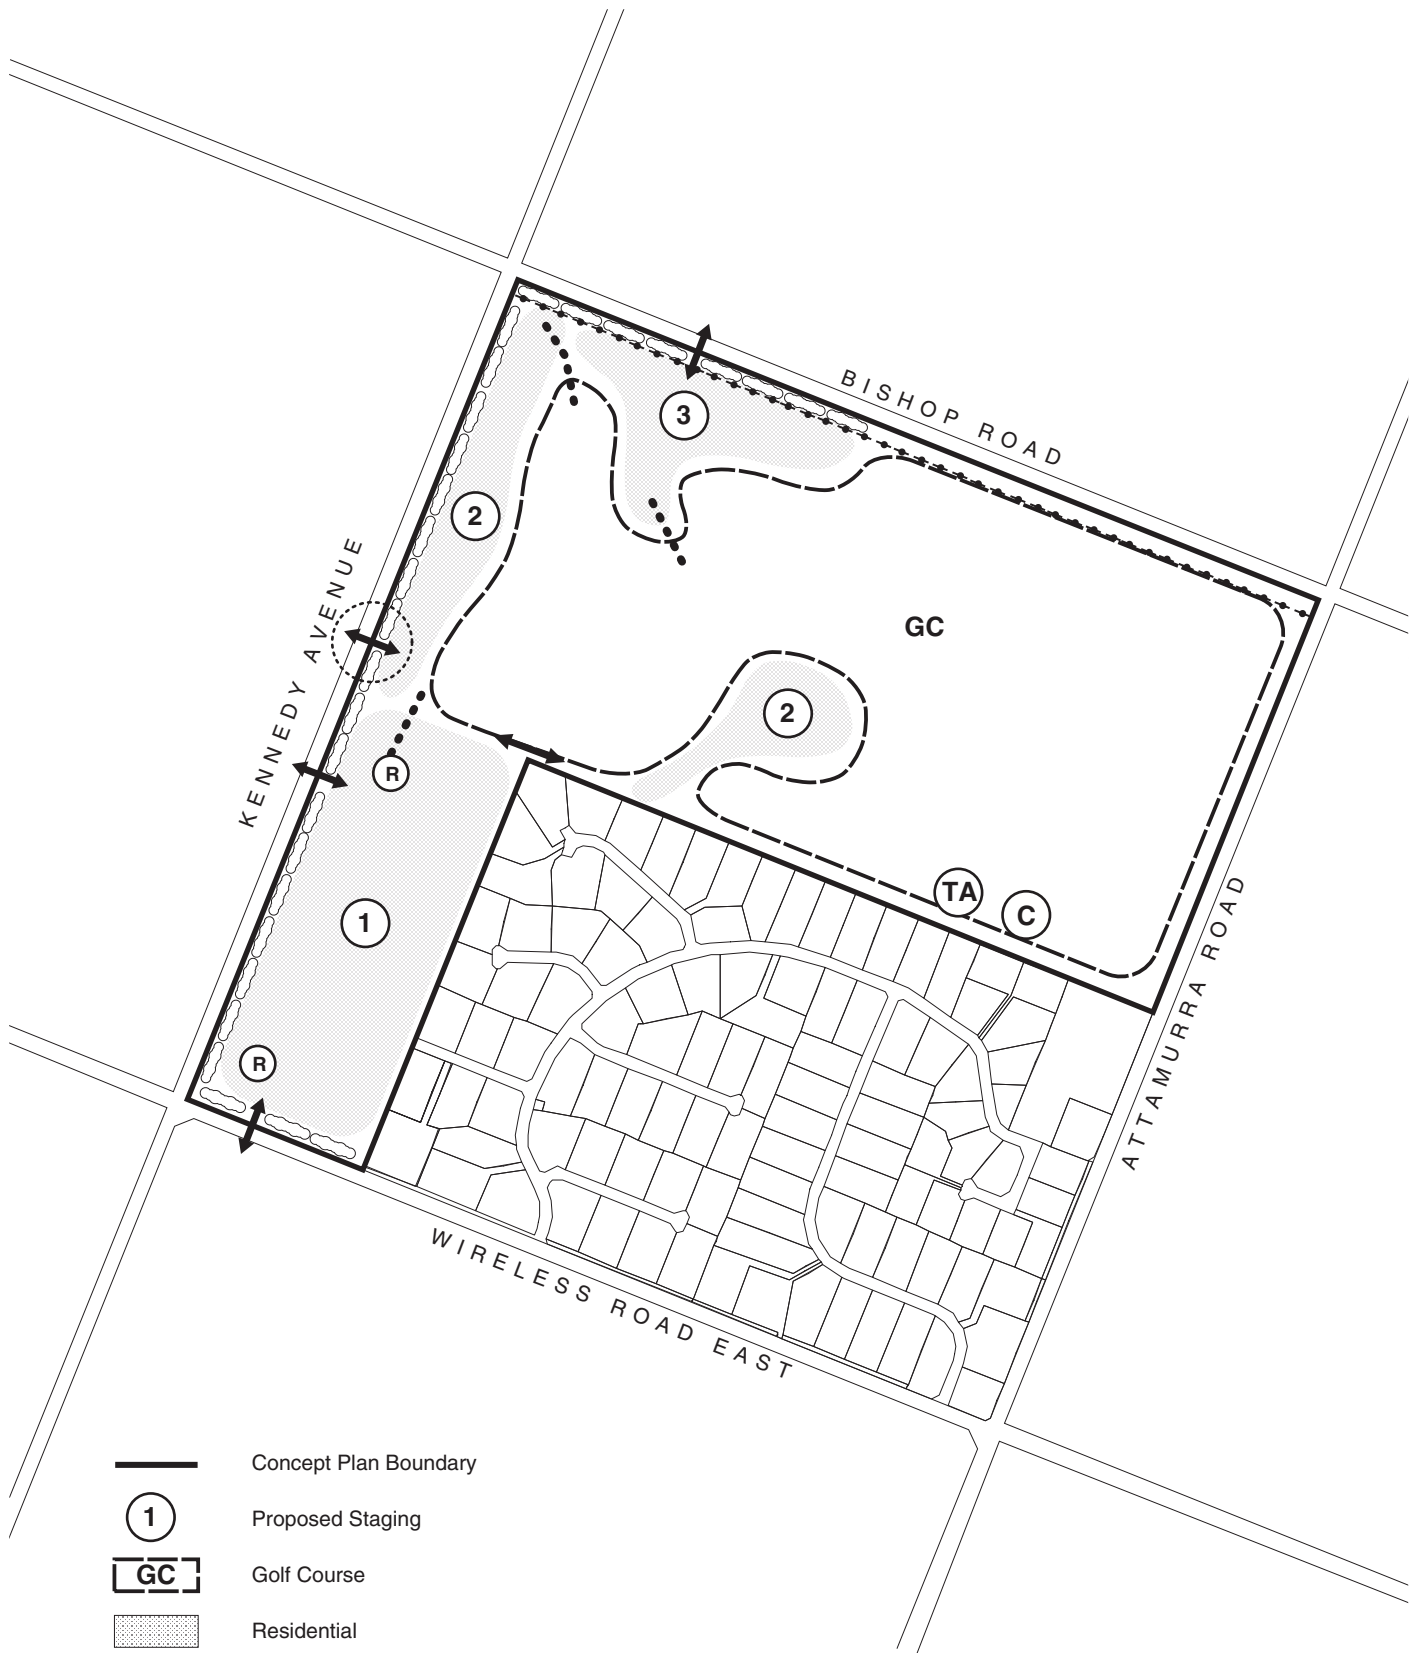 BISHOP ROAD
3
2
KENNEDY AVENUE
GC
2
R
TA
C
1
ATTAMURRA ROAD
R
WIRELESS ROAD EAST
Concept Plan Boundary
1
Proposed Staging
GC
Golf Course
Residential